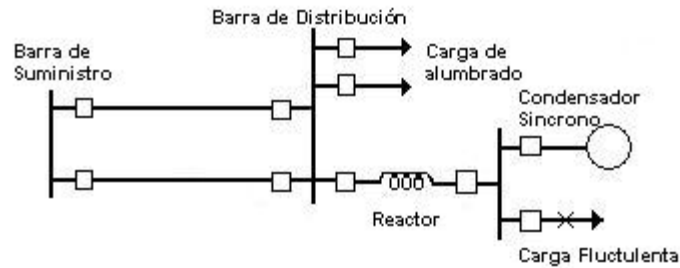 Barra de Distribución
Barra de
Suministro
Carga de
alumbrado
Condensador
Sincrono
Reactor
Carga Fluctulenta